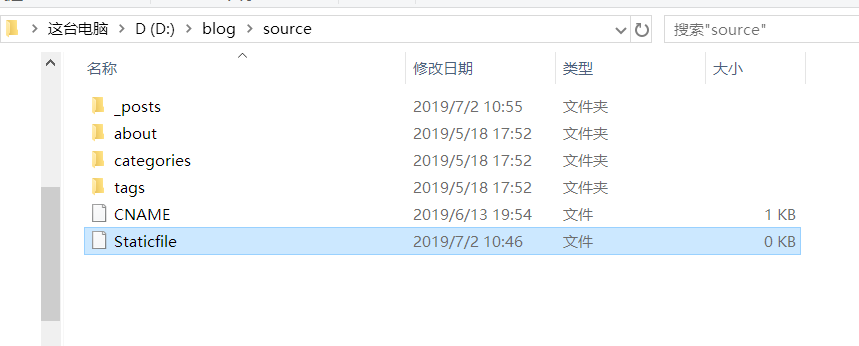 这台电脑 D (D:) blog source 搜索"source"
名称 修改日期 类型 大小
_posts 2019/7/2 10:55 文件夹
about 2019/5/18 17:52 文件夹
categories 2019/5/18 17:52 文件夹
tags 2019/5/18 17:52 文件夹
CNAME 2019/6/13 19:54 文件 1 KB
Staticfile 2019/7/2 10:46 文件 0 KB